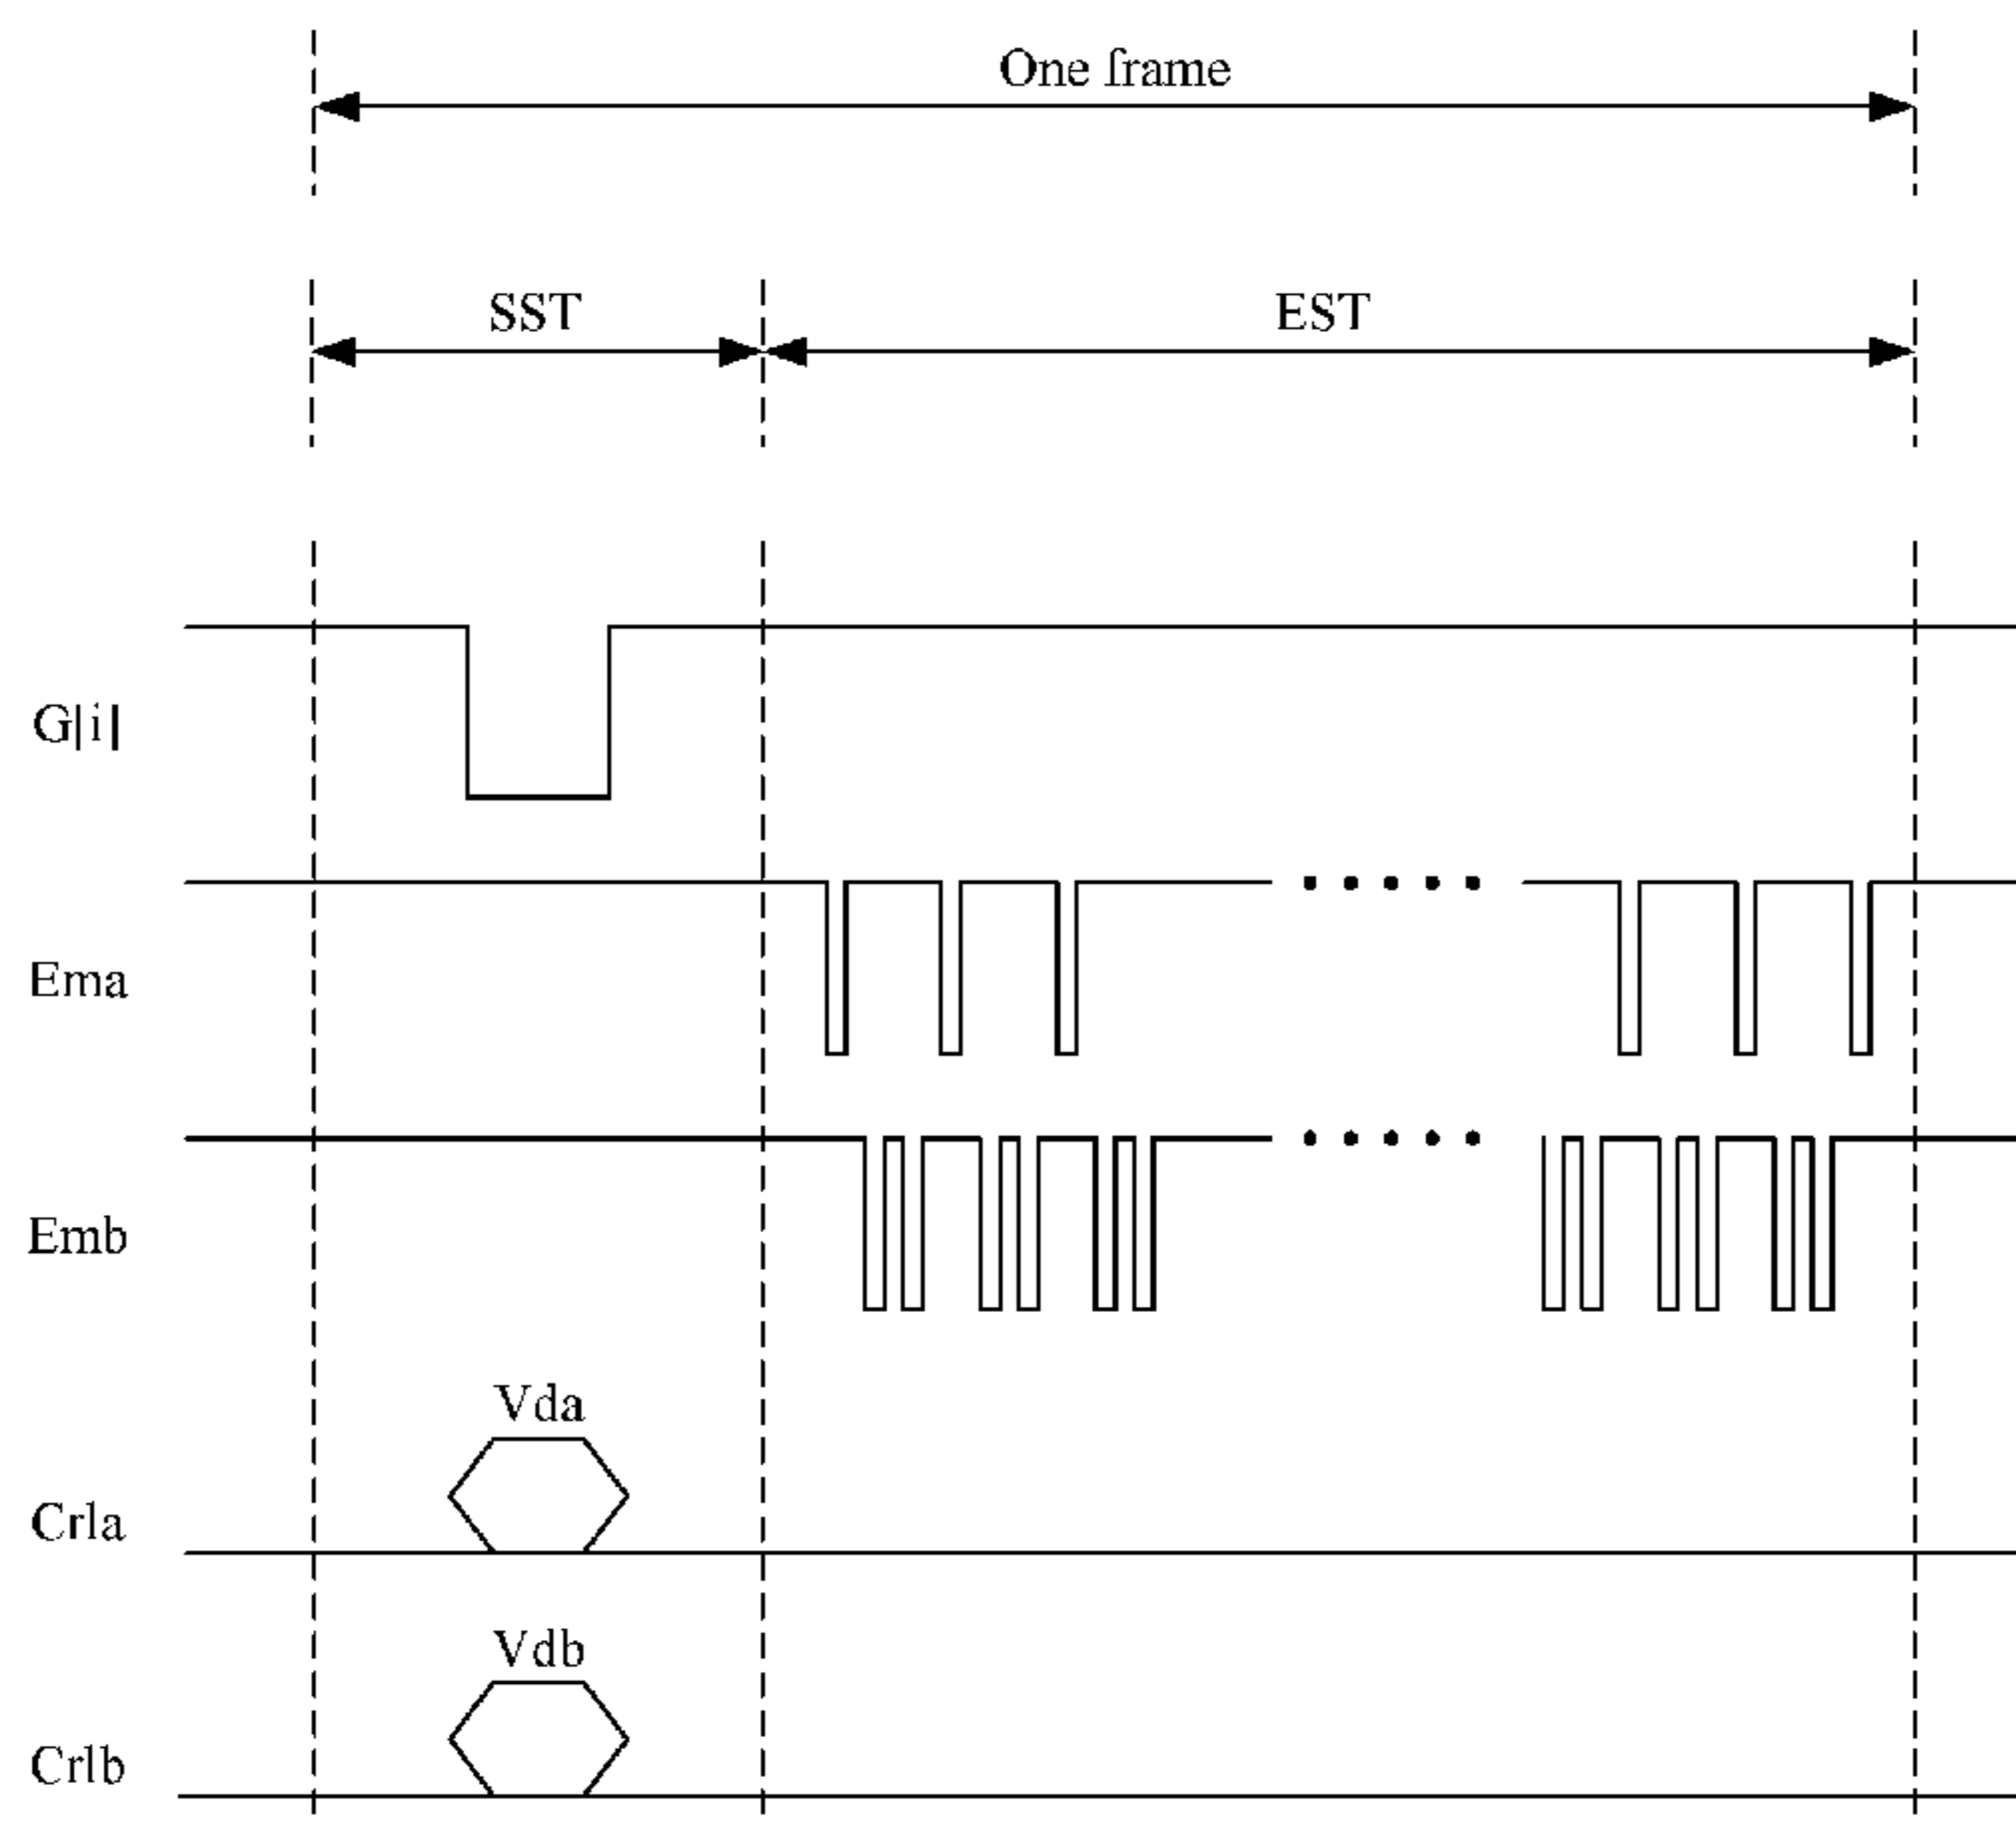 One frame
SST EST
G|i|
Ema
Emb
Vda
Crla
Vdb
Crlb